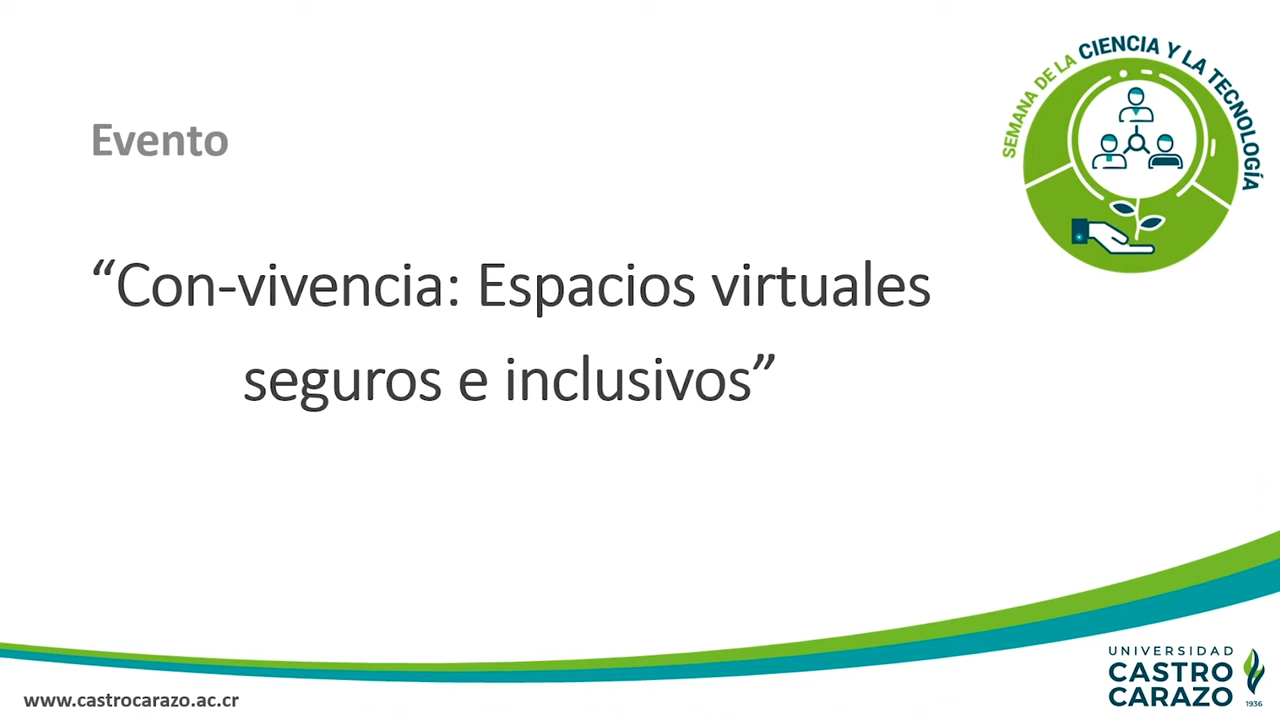 SEMANA DE LA CIENCIA Y LA TECNOLOGÍA
Evento
“Con-vivencia: Espacios virtuales
seguros e inclusivos”
www.castrocarazo.ac.cr
UNIVERSIDAD
CASTRO
CARAZO
1936